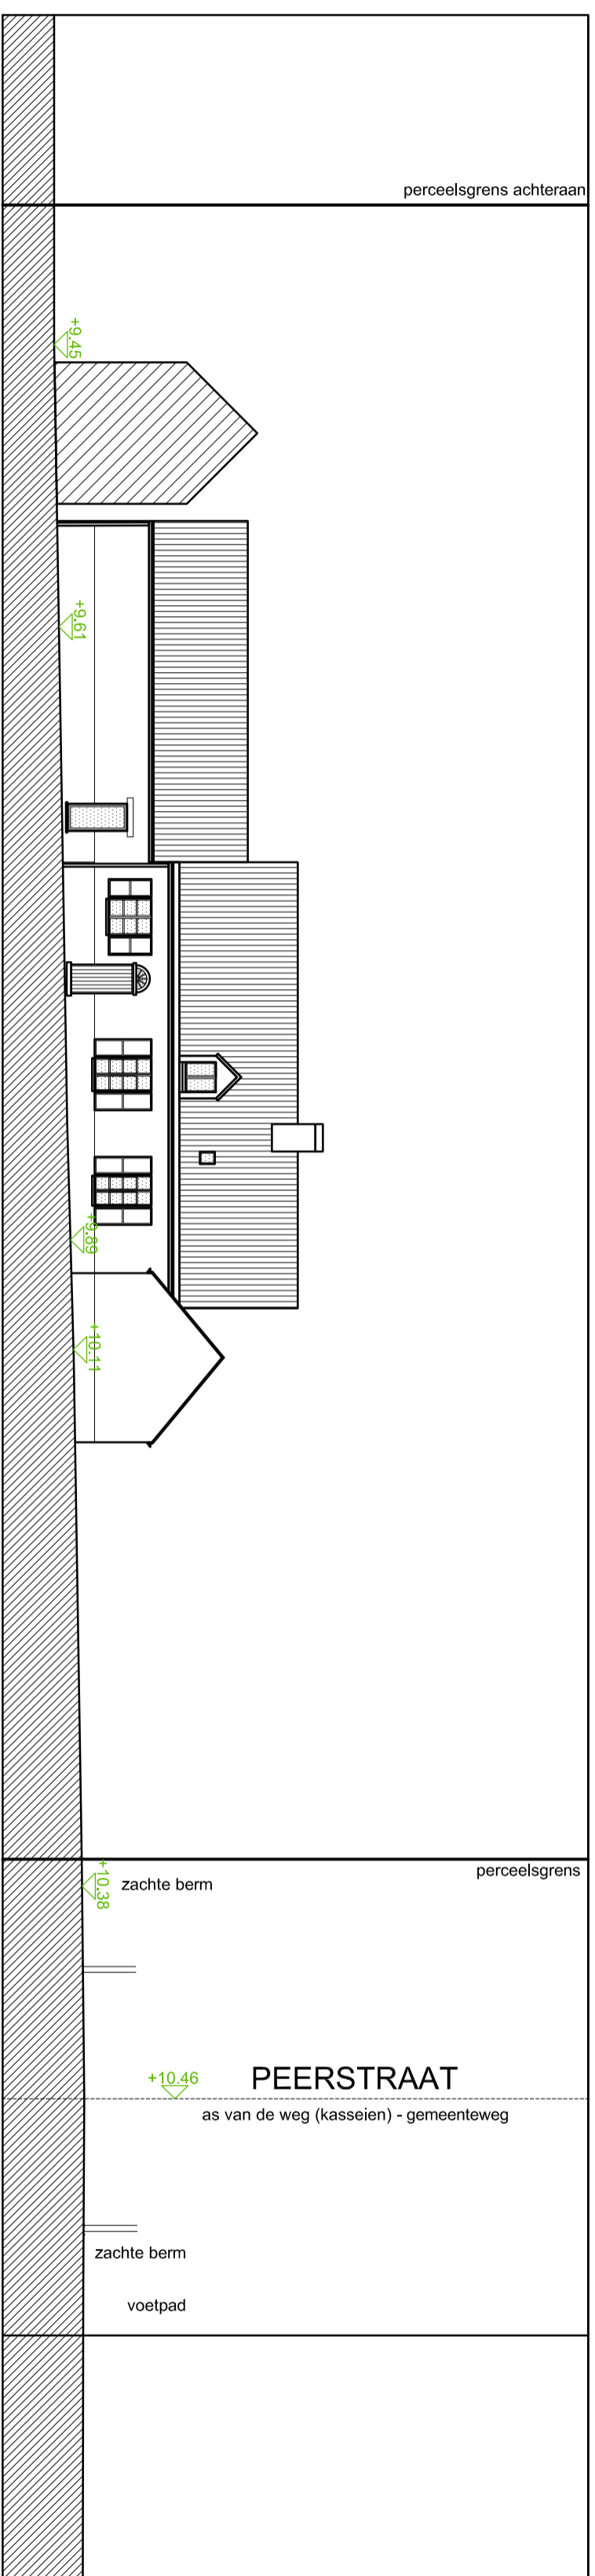 perceelsgrens achteraan
+9.45
+9.61
+9.89
+10.11
perceelsgrens
+10.38
zachte berm
+10.46
PEERSTRAAT
as van de weg (kasseien) - gemeenteweg
zachte berm
voetpad